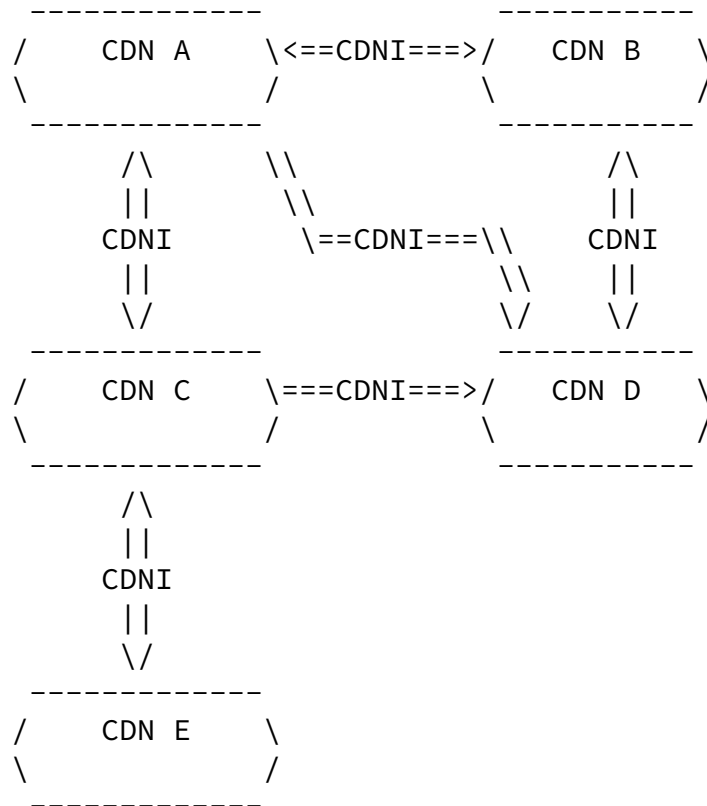 CDN A <==CDNI===> CDN B
CDNI ==CDNI=== CDNI
CDN C ===CDNI===> CDN D
CDNI
CDN E